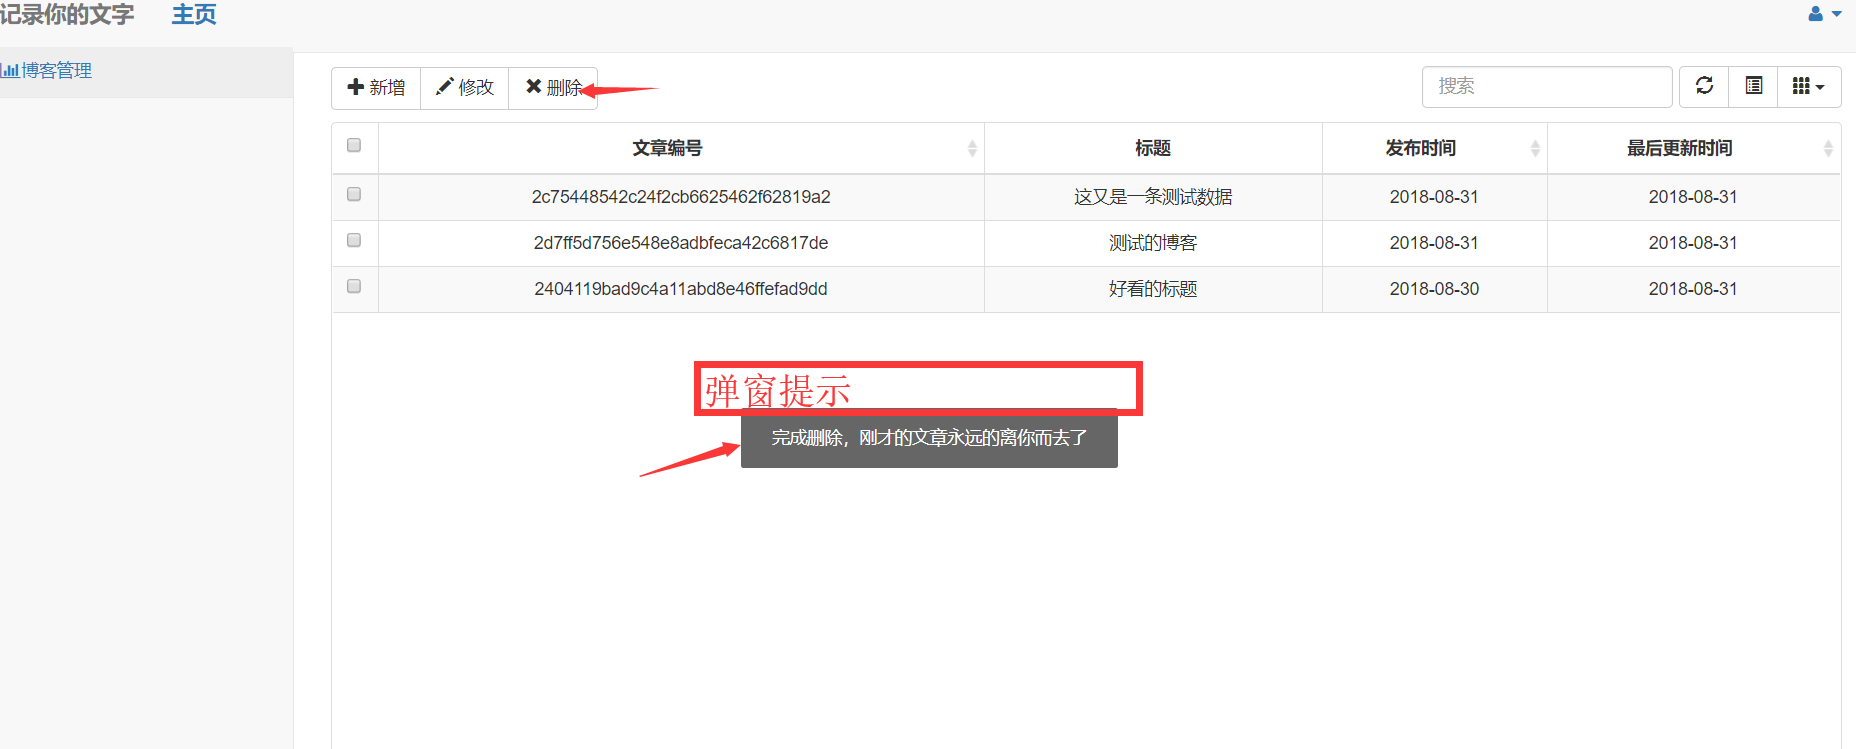 记录你的文字 主页
博客管理
新增 修改 删除 搜索
文章编号 标题 发布时间 最后更新时间
2c75448542c24f2cb6625462f62819a2 这又是一条测试数据 2018-08-31 2018-08-31
2d7ff5d756e548e8adbfeca42c6817de 测试的博客 2018-08-31 2018-08-31
2404119bad9c4a11abd8e46ffefad9dd 好看的标题 2018-08-30 2018-08-31
弹窗提示
完成删除，刚才的文章永远的离你而去了